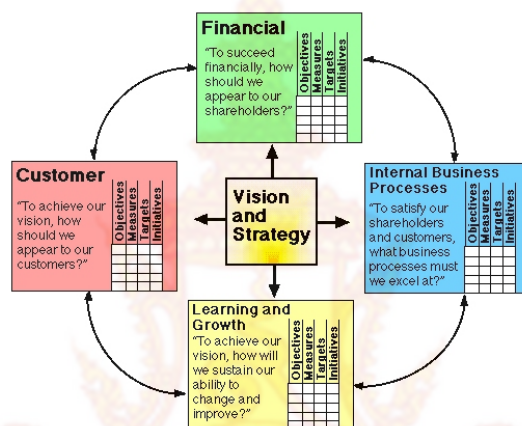 Financial
“To succeed
financially, how
should we
appear to our
shareholders?”
Objectives
Measures
Targets
Initiatives
Customer
“To achieve our
vision, how
should we
appear to our
customers?”
Objectives
Measures
Targets
Initiatives
Vision
and
Strategy
Internal Business
Processes
“To satisfy our
shareholders
and customers,
what business
processes must
we excel at?”
Objectives
Measures
Targets
Initiatives
Learning and
Growth
“To achieve our
vision, how will
we sustain our
ability to
change and
improve?”
Objectives
Measures
Targets
Initiatives